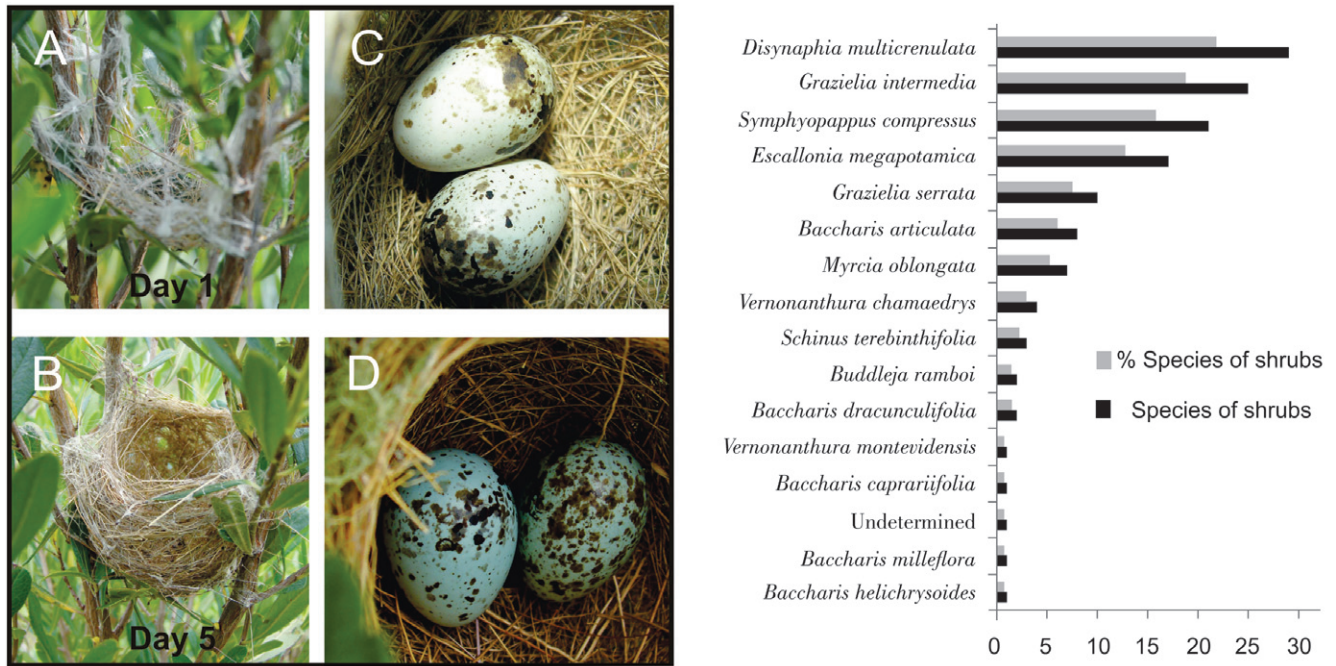 A
Day 1
C
B
Day 5
D
Disynaphia multicrenulata
Grazielia intermedia
Symphyopappus compressus
Escallonia megapotamica
Grazielia serrata
Baccharis articulata
Myrcia oblongata
Vernonanthura chamaedrys
Schinus terebinthifolia
Buddleja ramboi
Baccharis dracunculifolia
Vernonanthura montevidensis
Baccharis caprariifolia
Undetermined
Baccharis milleflora
Baccharis helichrysoides
% Species of shrubs
Species of shrubs
0 5 10 15 20 25 30